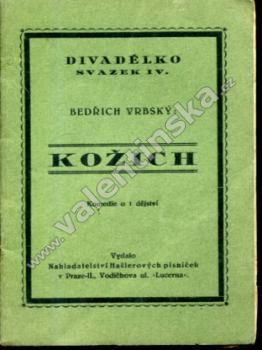 DIVADÉLKO
SVAZEK IV.
BEDŘICH VRBSKÝ:
KOŽICH
Komedie o 1 dějství
Vydalo
Nakladatelství Hašlerových písniček
v Praze-II., Vodičkova ul. »Lucerna«.
www.valentinska.cz